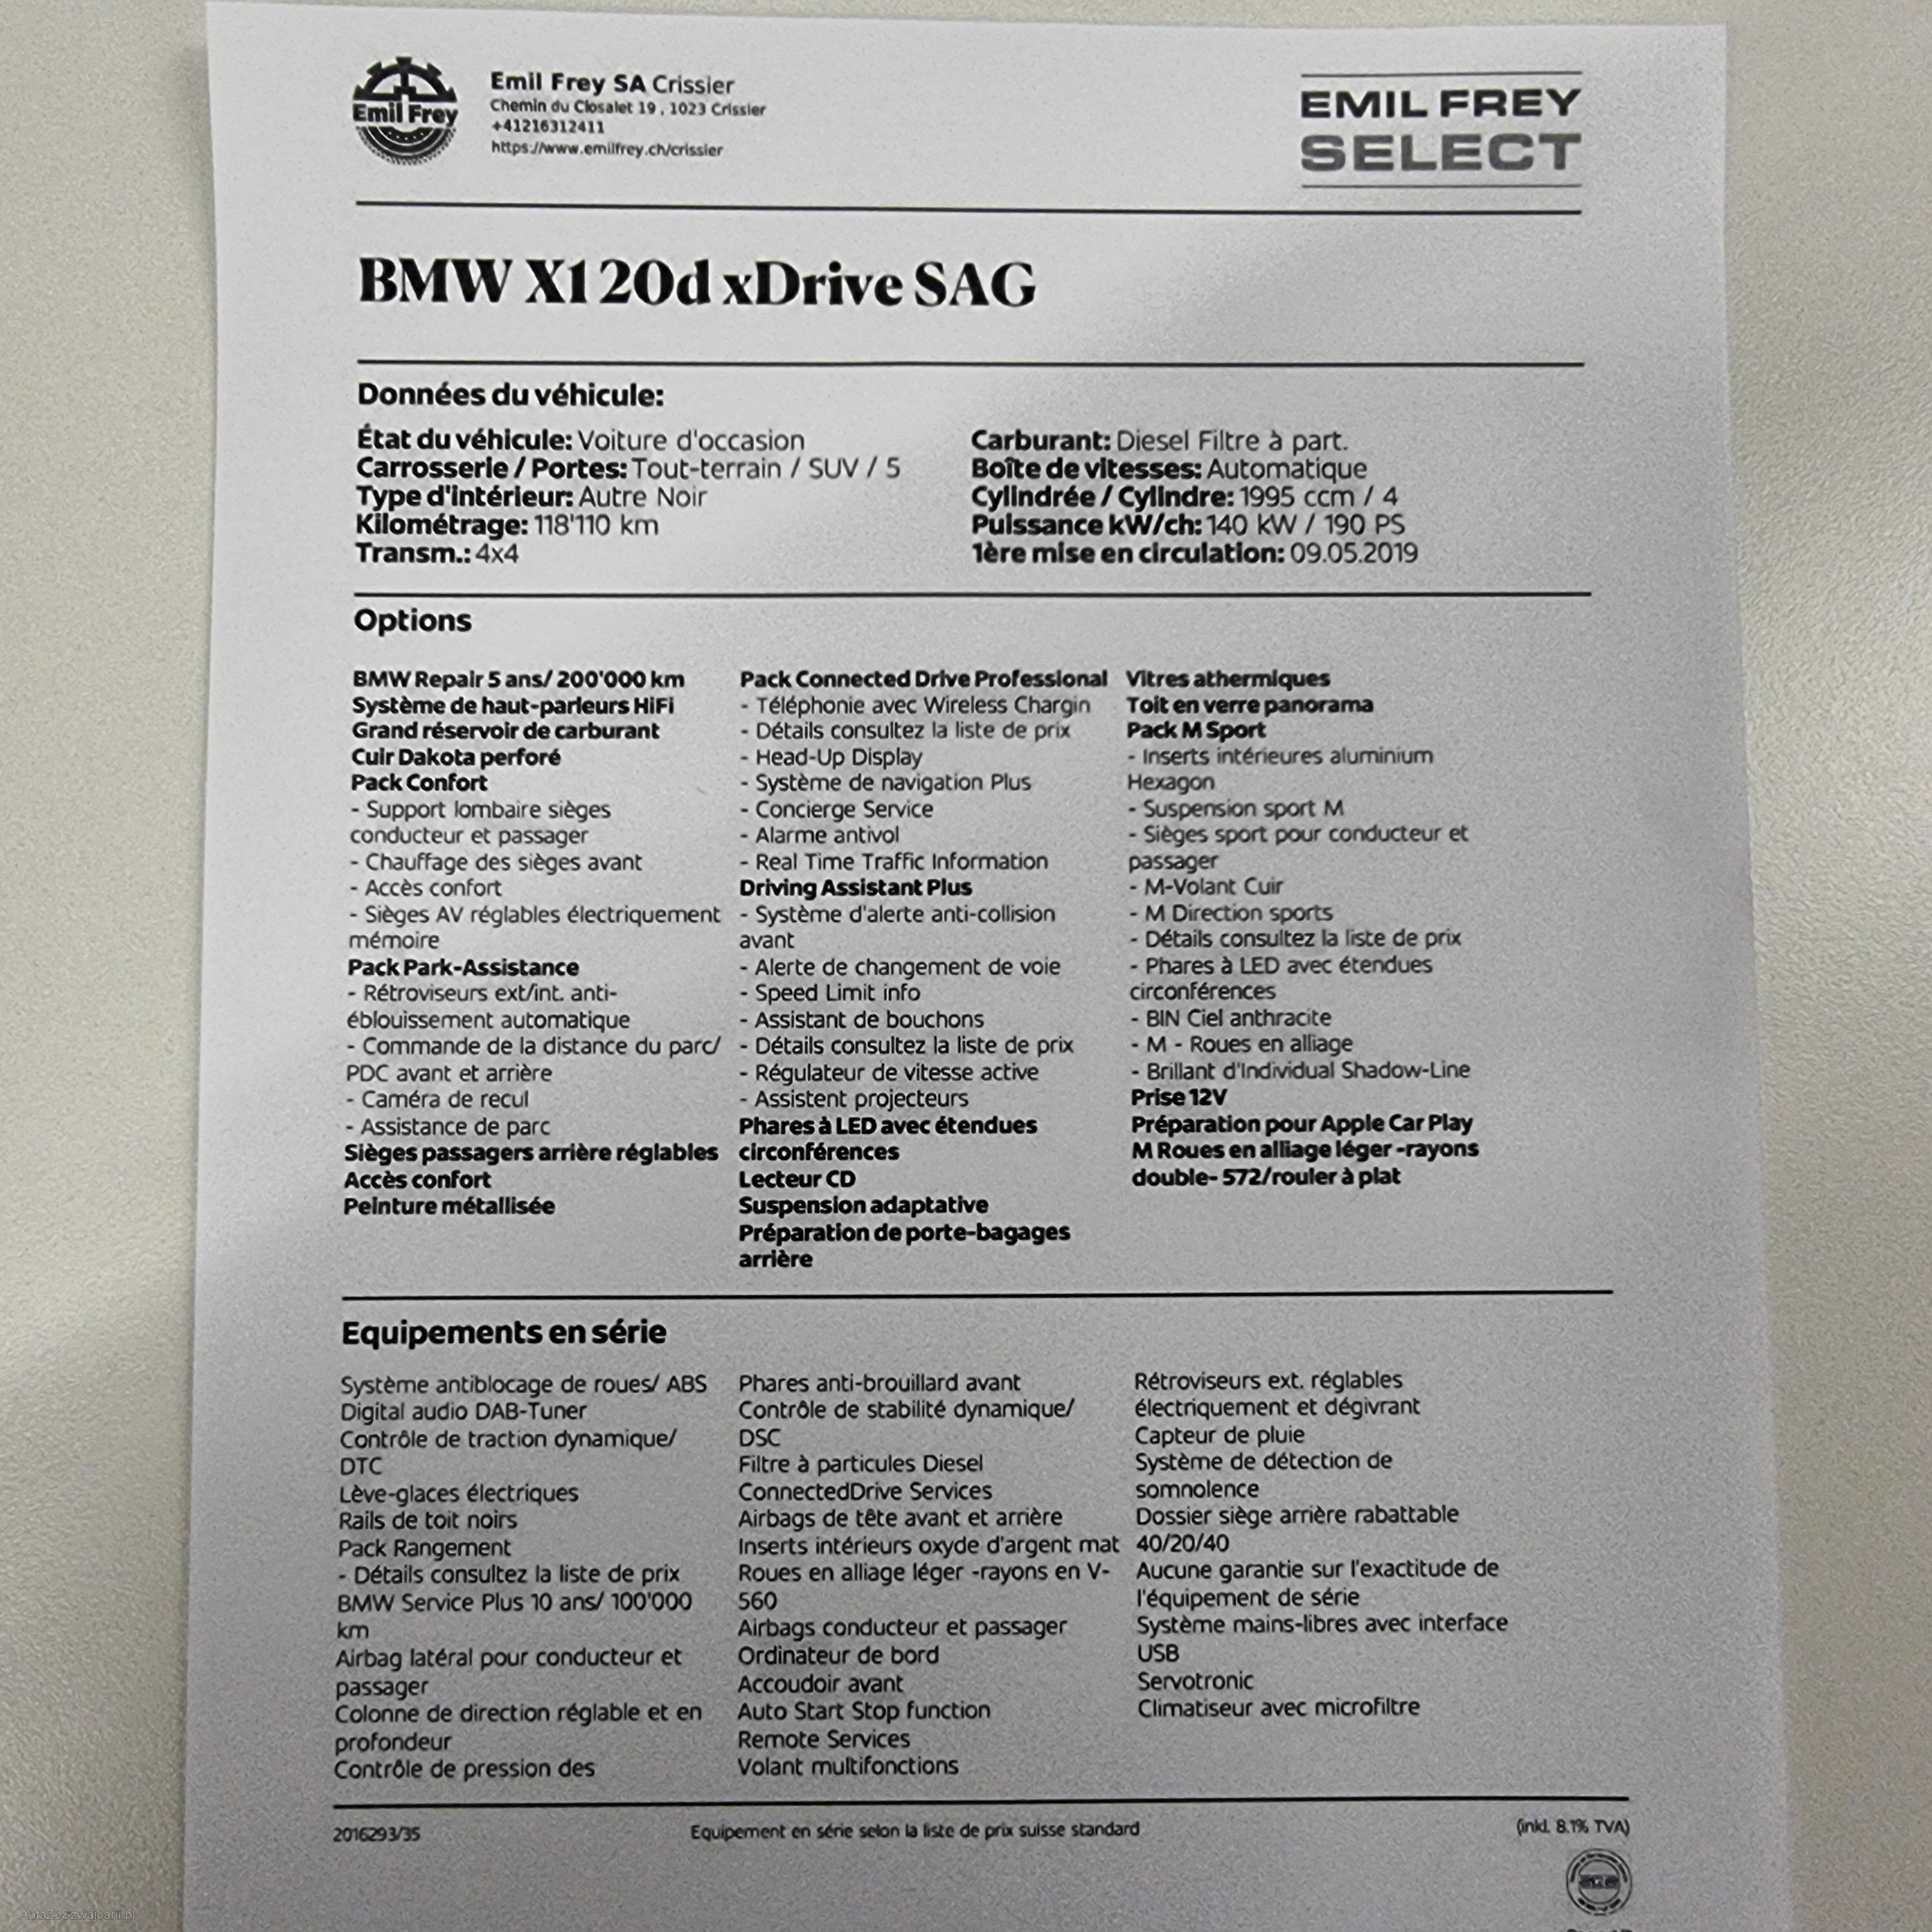 Emil Frey
Emil Frey SA Crissier
Chemin du Closalet 19 , 1023 Crissier
+41216312411
https://www.emilfrey.ch/crissier
EMIL FREY
SELECT
BMW X1 20d xDrive SAG
Données du véhicule:
État du véhicule: Voiture d'occasion
Carrosserie / Portes: Tout-terrain / SUV / 5
Type d'intérieur: Autre Noir
Kilométrage: 118'110 km
Transm.: 4x4
Carburant: Diesel Filtre à part.
Boîte de vitesses: Automatique
Cylindrée / Cylindre: 1995 ccm / 4
Puissance kW/ch: 140 kW / 190 PS
1ère mise en circulation: 09.05.2019
Options
BMW Repair 5 ans/ 200'000 km
Système de haut-parleurs HiFi
Grand réservoir de carburant
Cuir Dakota perforé
Pack Confort
- Support lombaire sièges
conducteur et passager
- Chauffage des sièges avant
- Accès confort
- Sièges AV réglables électriquement
mémoire
Pack Park-Assistance
- Rétroviseurs ext/int. anti-
éblouissement automatique
- Commande de la distance du parc/
PDC avant et arrière
- Caméra de recul
- Assistance de parc
Sièges passagers arrière réglables
Accès confort
Peinture métallisée
Pack Connected Drive Professional
- Téléphonie avec Wireless Chargin
- Détails consultez la liste de prix
- Head-Up Display
- Système de navigation Plus
- Concierge Service
- Alarme antivol
- Real Time Traffic Information
Driving Assistant Plus
- Système d'alerte anti-collision
avant
- Alerte de changement de voie
- Speed Limit info
- Assistant de bouchons
- Détails consultez la liste de prix
- Régulateur de vitesse active
- Assistent projecteurs
Phares à LED avec étendues
circonférences
Lecteur CD
Suspension adaptative
Préparation de porte-bagages
arrière
Vitres athermiques
Toit en verre panorama
Pack M Sport
- Inserts intérieures aluminium
Hexagon
- Suspension sport M
- Sièges sport pour conducteur et
passager
- M-Volant Cuir
- M Direction sports
- Détails consultez la liste de prix
- Phares à LED avec étendues
circonférences
- BIN Ciel anthracite
- M - Roues en alliage
- Brillant d'Individual Shadow-Line
Prise 12V
Préparation pour Apple Car Play
M Roues en alliage léger -rayons
double- 572/rouler à plat
Equipements en série
Système antiblocage de roues/ ABS
Digital audio DAB-Tuner
Contrôle de traction dynamique/
DTC
Lève-glaces électriques
Rails de toit noirs
Pack Rangement
- Détails consultez la liste de prix
BMW Service Plus 10 ans/ 100'000
km
Airbag latéral pour conducteur et
passager
Colonne de direction réglable et en
profondeur
Contrôle de pression des
Phares anti-brouillard avant
Contrôle de stabilité dynamique/
DSC
Filtre à particules Diesel
ConnectedDrive Services
Airbags de tête avant et arrière
Inserts intérieurs oxyde d'argent mat
Roues en alliage léger -rayons en V-
560
Airbags conducteur et passager
Ordinateur de bord
Accoudoir avant
Auto Start Stop function
Remote Services
Volant multifonctions
Rétroviseurs ext. réglables
électriquement et dégivrant
Capteur de pluie
Système de détection de
somnolence
Dossier siège arrière rabattable
40/20/40
Aucune garantie sur l'exactitude de
l'équipement de série
Système mains-libres avec interface
USB
Servotronic
Climatiseur avec microfiltre
2016293/35
Equipement en série selon la liste de prix suisse standard
(inkl. 8.1% TVA)
AutaZeSzwajcarii.pl